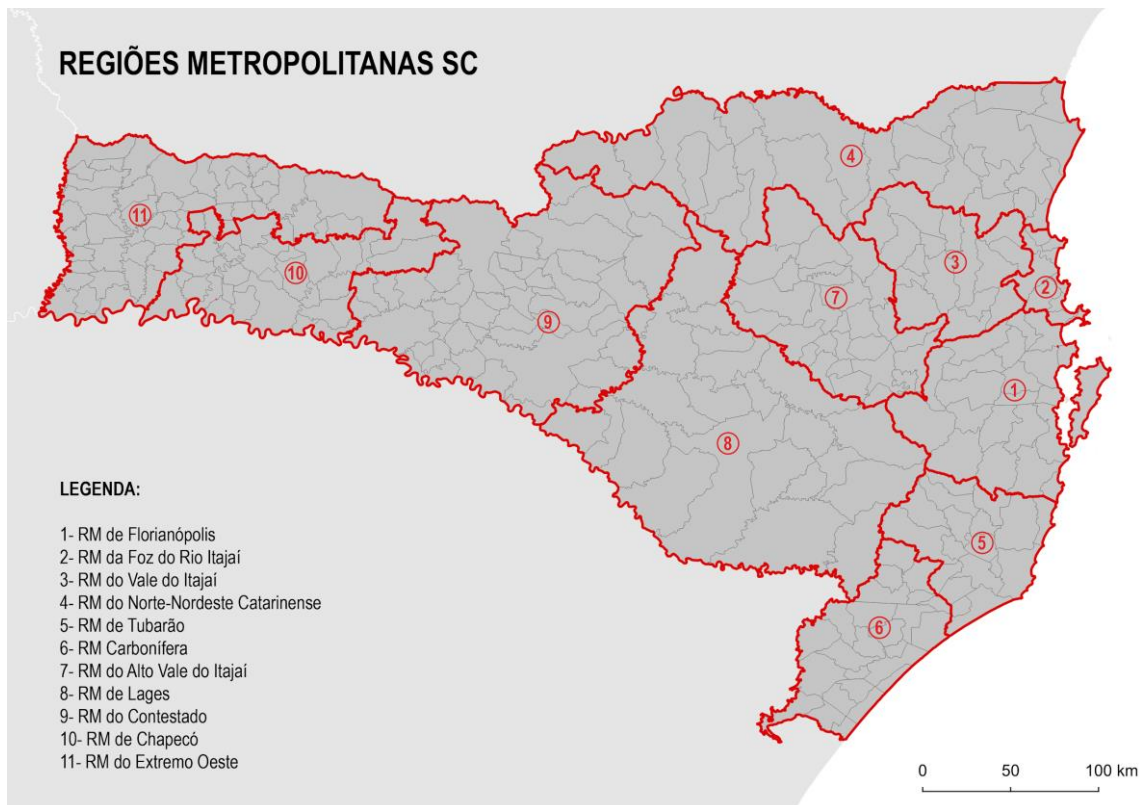 REGIÕES METROPOLITANAS SC
4
11
3
10
2
7
9
1
8
5
6
LEGENDA:
1- RM de Florianópolis
2- RM da Foz do Rio Itajaí
3- RM do Vale do Itajaí
4- RM do Norte-Nordeste Catarinense
5- RM de Tubarão
6- RM Carbonífera
7- RM do Alto Vale do Itajaí
8- RM de Lages
9- RM do Contestado
10- RM de Chapecó
11- RM do Extremo Oeste
0 50 100 km